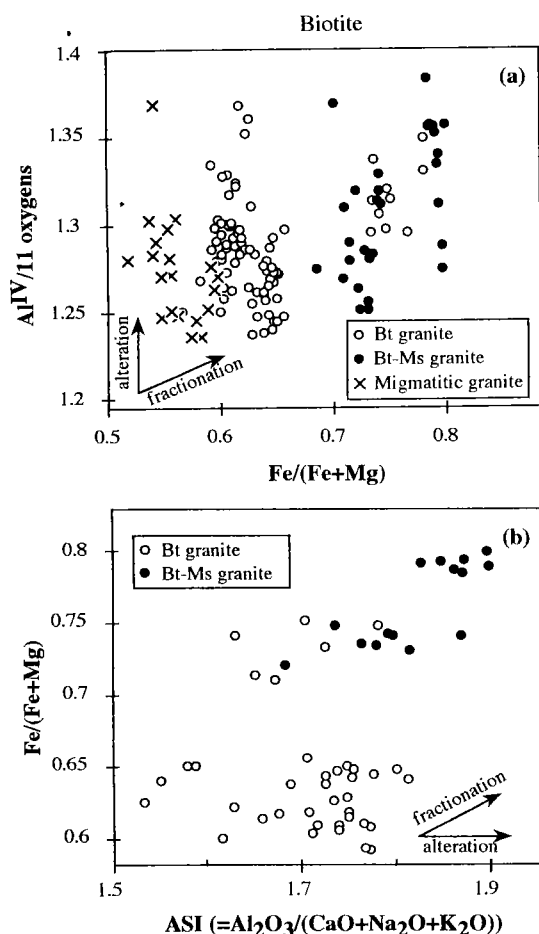 Biotite
(a)
1.4
1.35
1.3
1.25
1.2
Al^IV/11 oxygens
alteration
fractionation
○ Bt granite
● Bt-Ms granite
× Migmatitic granite
0.5 0.6 0.7 0.8
Fe/(Fe+Mg)
(b)
○ Bt granite
● Bt-Ms granite
0.8
0.75
0.7
0.65
0.6
Fe/(Fe+Mg)
fractionation
alteration
1.5 1.7 1.9
ASI (=Al₂O₃/(CaO+Na₂O+K₂O))